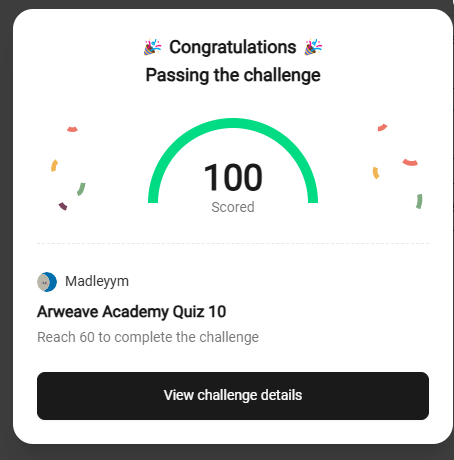 🎉 Congratulations 🎉
Passing the challenge
100
Scored
Madleyym
Arweave Academy Quiz 10
Reach 60 to complete the challenge
View challenge details